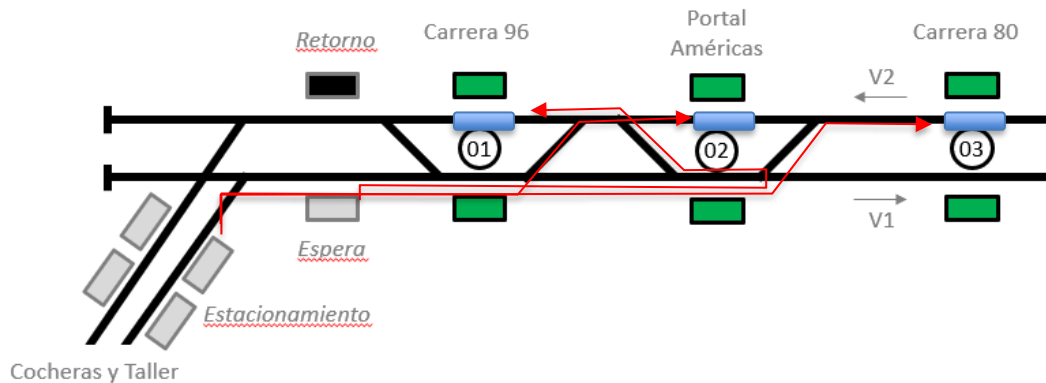 Retorno
Carrera 96
Portal
Américas
Carrera 80
V2
01
02
03
V1
Espera
Estacionamiento
Cocheras y Taller